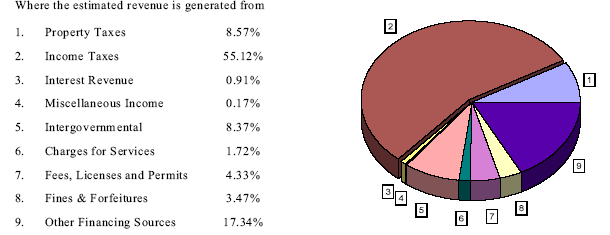 Where the estimated revenue is generated from
1. Property Taxes 8.57%
2. Income Taxes 55.12%
3. Interest Revenue 0.91%
4. Miscellaneous Income 0.17%
5. Intergovernmental 8.37%
6. Charges for Services 1.72%
7. Fees, Licenses and Permits 4.33%
8. Fines & Forfeitures 3.47%
9. Other Financing Sources 17.34%
2
1
9
3
4
5
6
7
8